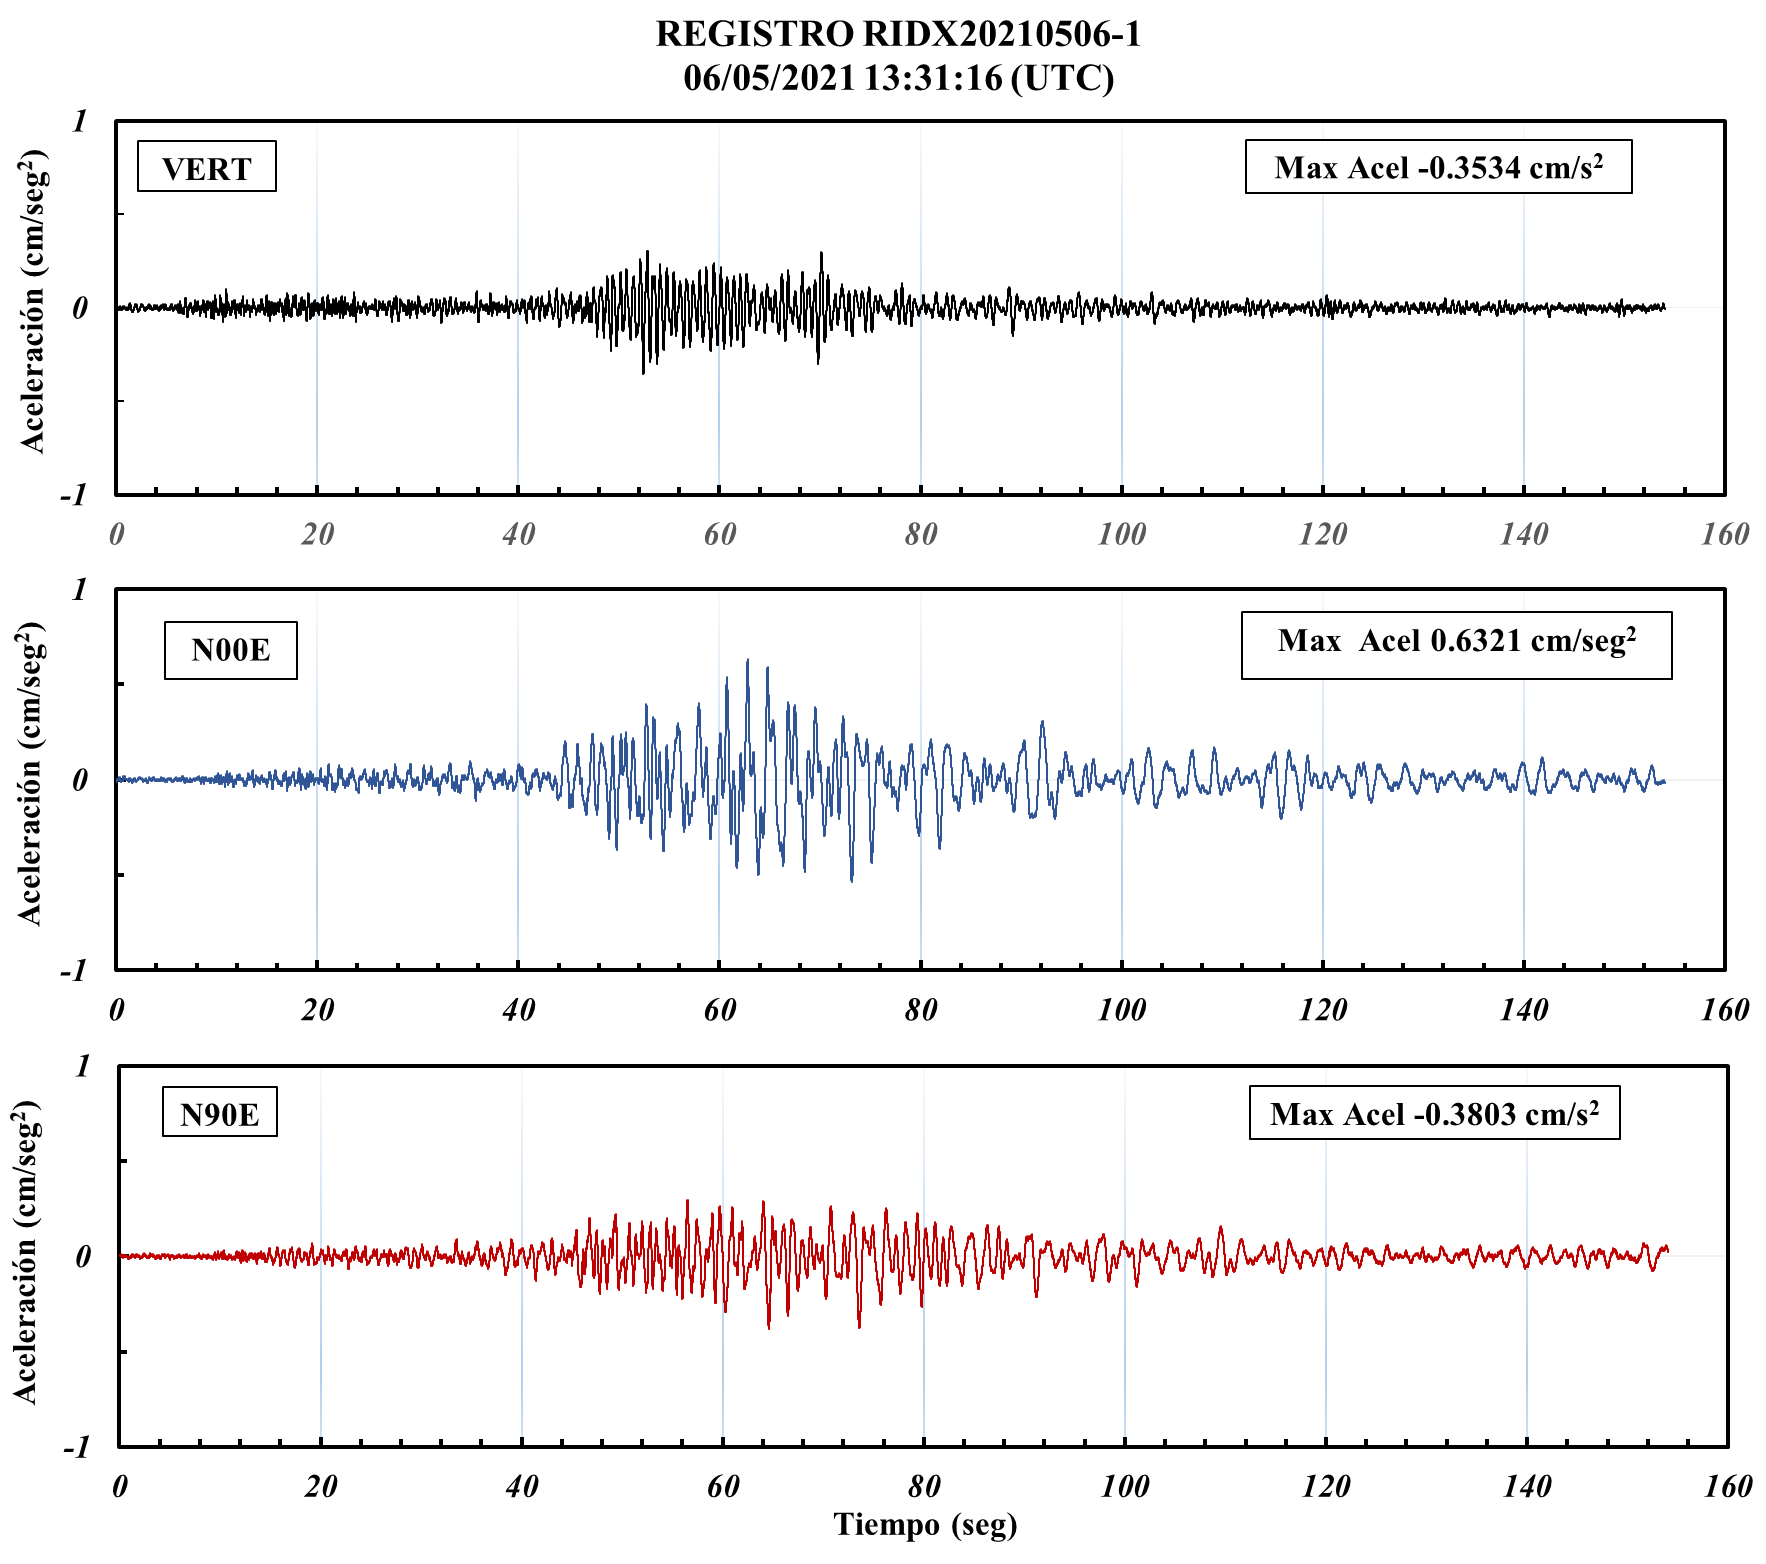 REGISTRO RIDX20210506-1
06/05/2021 13:31:16 (UTC)
Aceleración (cm/seg²)
1
0
-1
VERT
Max Acel -0.3534 cm/s²
0 20 40 60 80 100 120 140 160
Aceleración (cm/seg²)
1
0
-1
N00E
Max Acel 0.6321 cm/seg²
0 20 40 60 80 100 120 140 160
Aceleración (cm/seg²)
1
0
-1
N90E
Max Acel -0.3803 cm/s²
0 20 40 60 80 100 120 140 160
Tiempo (seg)